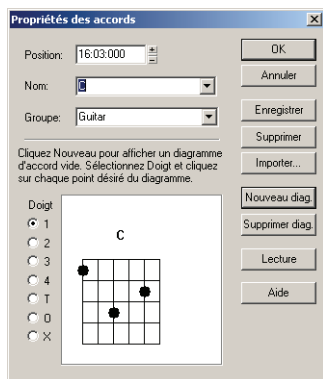 Propriétés des accords
Position: 16:03:000
Nom: C
Groupe: Guitar
Cliquez Nouveau pour afficher un diagramme
d'accord vide. Sélectionnez Doigt et cliquez
sur chaque point désiré du diagramme.
Doigt
1
2
3
4
T
O
X
C
OK
Annuler
Enregistrer
Supprimer
Importer...
Nouveau diag.
Supprimer diag.
Lecture
Aide